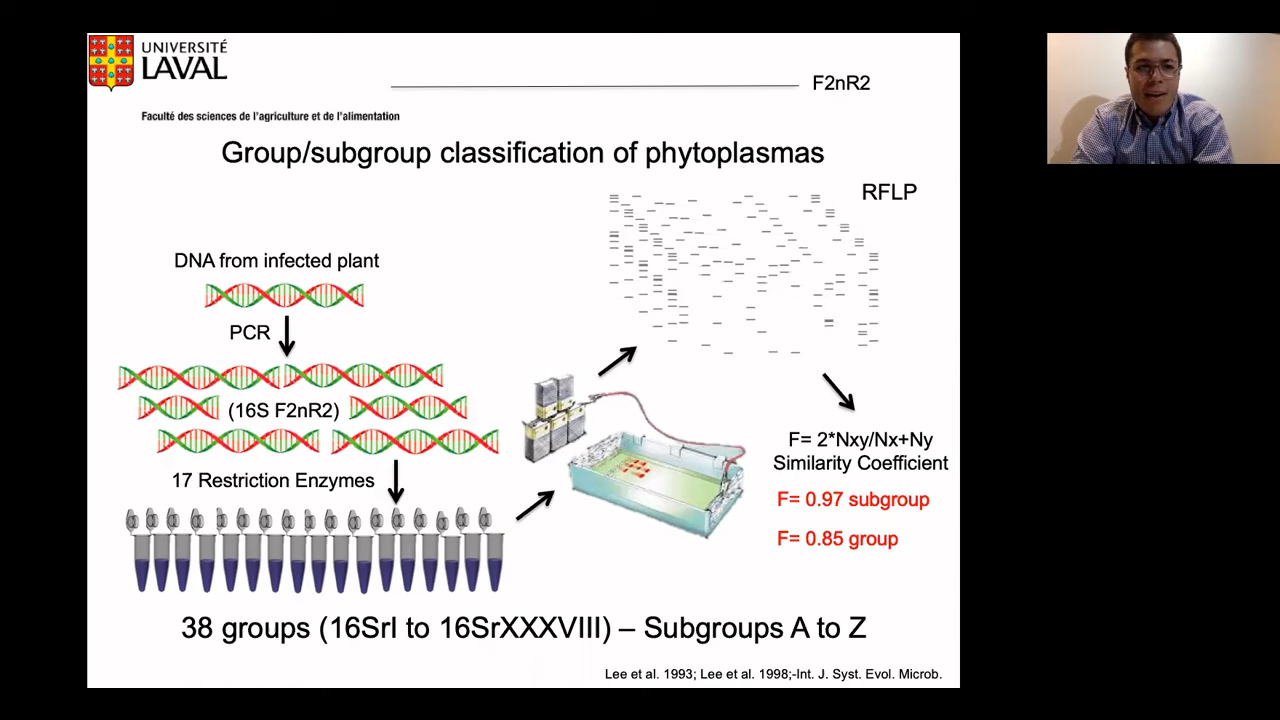 UNIVERSITÉ
LAVAL
F2nR2
Faculté des sciences de l'agriculture et de l'alimentation
Group/subgroup classification of phytoplasmas
RFLP
DNA from infected plant
PCR
(16S F2nR2)
17 Restriction Enzymes
F= 2*Nxy/Nx+Ny
Similarity Coefficient
F= 0.97 subgroup
F= 0.85 group
38 groups (16SrI to 16SrXXXVIII) – Subgroups A to Z
Lee et al. 1993; Lee et al. 1998;-Int. J. Syst. Evol. Microb.